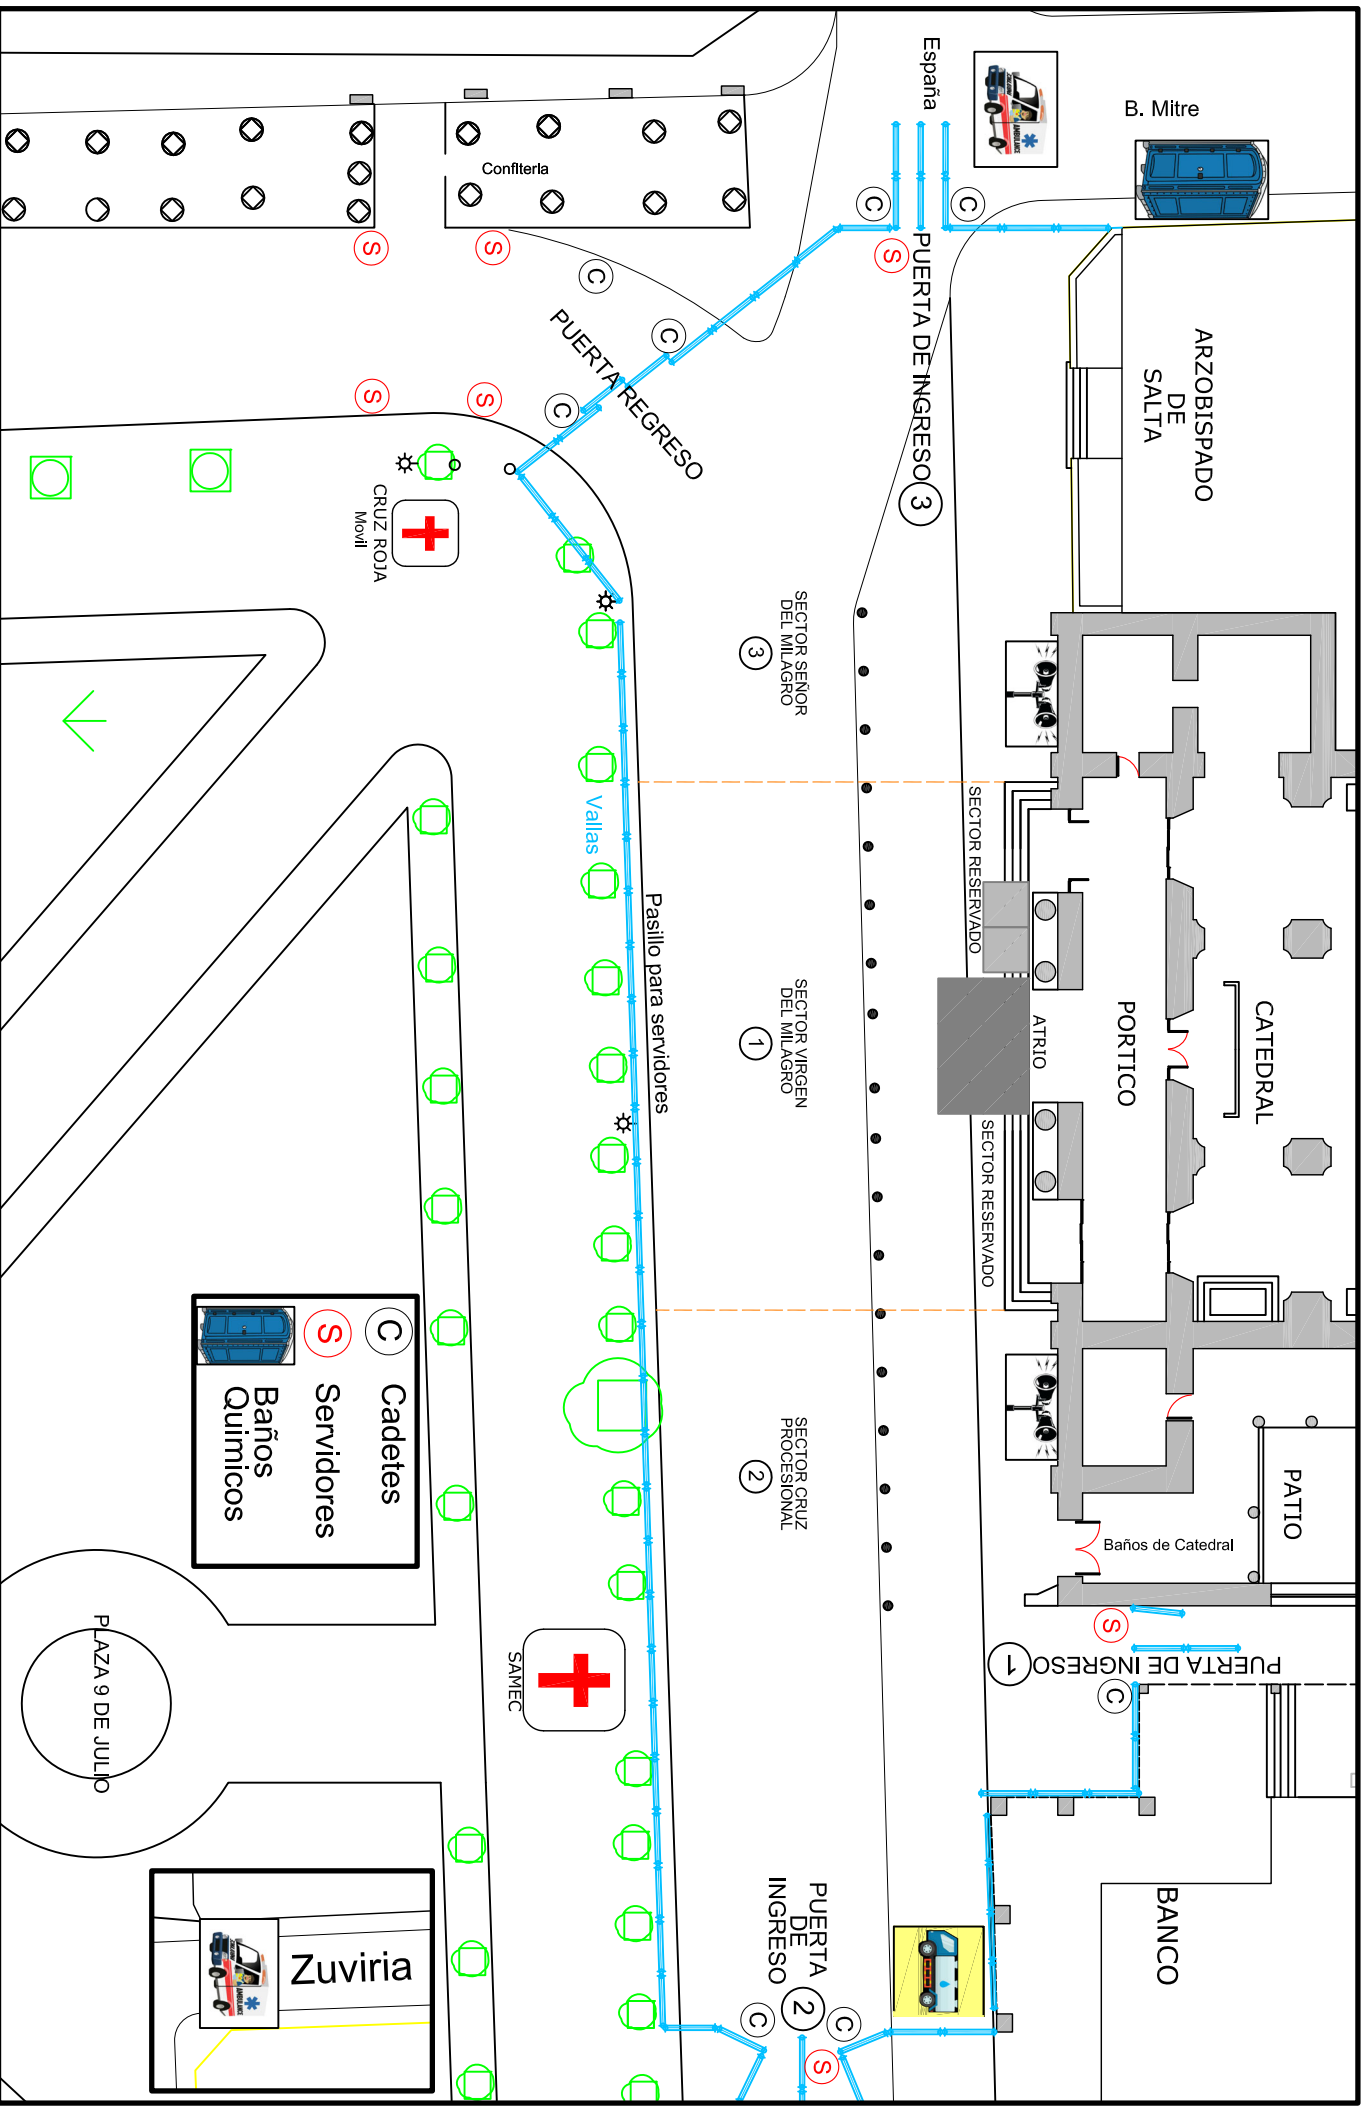 España
B. Mitre
Confiteria
C
C
S
S
S
C
C
C
S
S
PUERTA DE INGRESO
3
PUERTA REGRESO
ARZOBISPADO
DE
SALTA
CRUZ ROJA
Movil
SECTOR SEÑOR
DEL MILAGRO
3
Vallas
Pasillo para servidores
SECTOR RESERVADO
SECTOR VIRGEN
DEL MILAGRO
1
ATRIO
PORTICO
CATEDRAL
SECTOR RESERVADO
SECTOR CRUZ
PROCESIONAL
2
PATIO
Baños de Catedral
S
PUERTA DE INGRESO
1
C
C
Cadetes
S
Servidores
Baños
Quimicos
SAMEC
PLAZA 9 DE JULIO
BANCO
PUERTA
DE
INGRESO
2
C
C
S
Zuviria
AMBULANCE
AMBULANCE